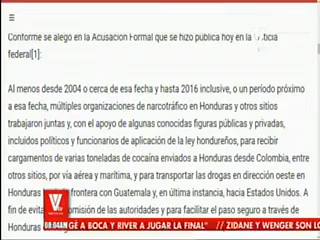 Conforme se alegó en la Acusación Formal que se hizo pública hoy en la
federal[1]:
Al menos desde 2004 o cerca de esa fecha y hasta 2016 inclusive, o un período próximo
a esa fecha, múltiples organizaciones de narcotráfico en Honduras y otros sitios
trabajaron juntas y, con el apoyo de algunas conocidas figuras públicas y privadas,
incluidos políticos y funcionarios de aplicación de la ley hondureños, para recibir
cargamentos de varias toneladas de cocaína enviados a Honduras desde Colombia, entre
otros sitios, por vía aérea y marítima, y para transportar las drogas en dirección oeste en
Honduras frontera con Guatemala y, en última instancia, hacia Estados Unidos. A
fin de omisión de las autoridades y para facilitar el paso seguro a través de
Honduras
08:04AM GÉ A BOCA Y RIVER A JUGAR LA FINAL" // ZIDANE Y WENGER SON LO